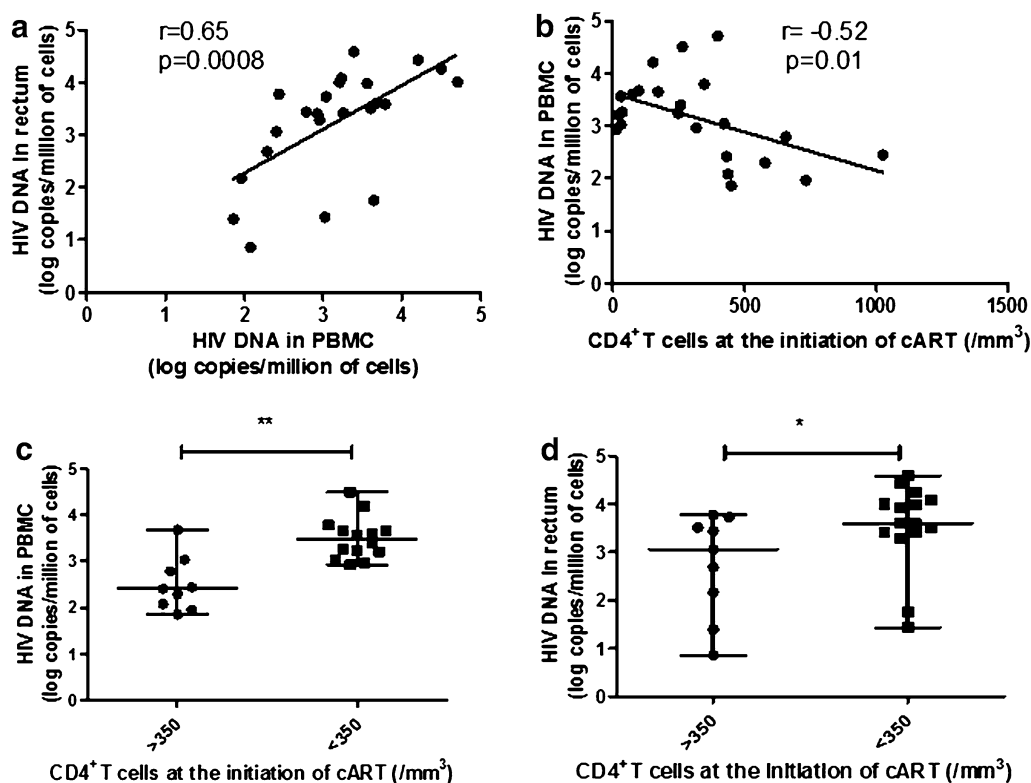 a
r=0.65
p=0.0008
HIV DNA in rectum
(log copies/million of cells)
5
4
3
2
1
0
0 1 2 3 4 5
HIV DNA in PBMC
(log copies/million of cells)
b
r= -0.52
p=0.01
HIV DNA in PBMC
(log copies/million of cells)
5
4
3
2
1
0
0 500 1000 1500
CD4+ T cells at the initiation of cART (/mm3)
c
**
HIV DNA in PBMC
(log copies/million of cells)
5
4
3
2
1
0
>350 <350
CD4+ T cells at the initiation of cART (/mm3)
d
*
HIV DNA in rectum
(log copies/million of cells)
5
4
3
2
1
0
>350 <350
CD4+ T cells at the initiation of cART (/mm3)